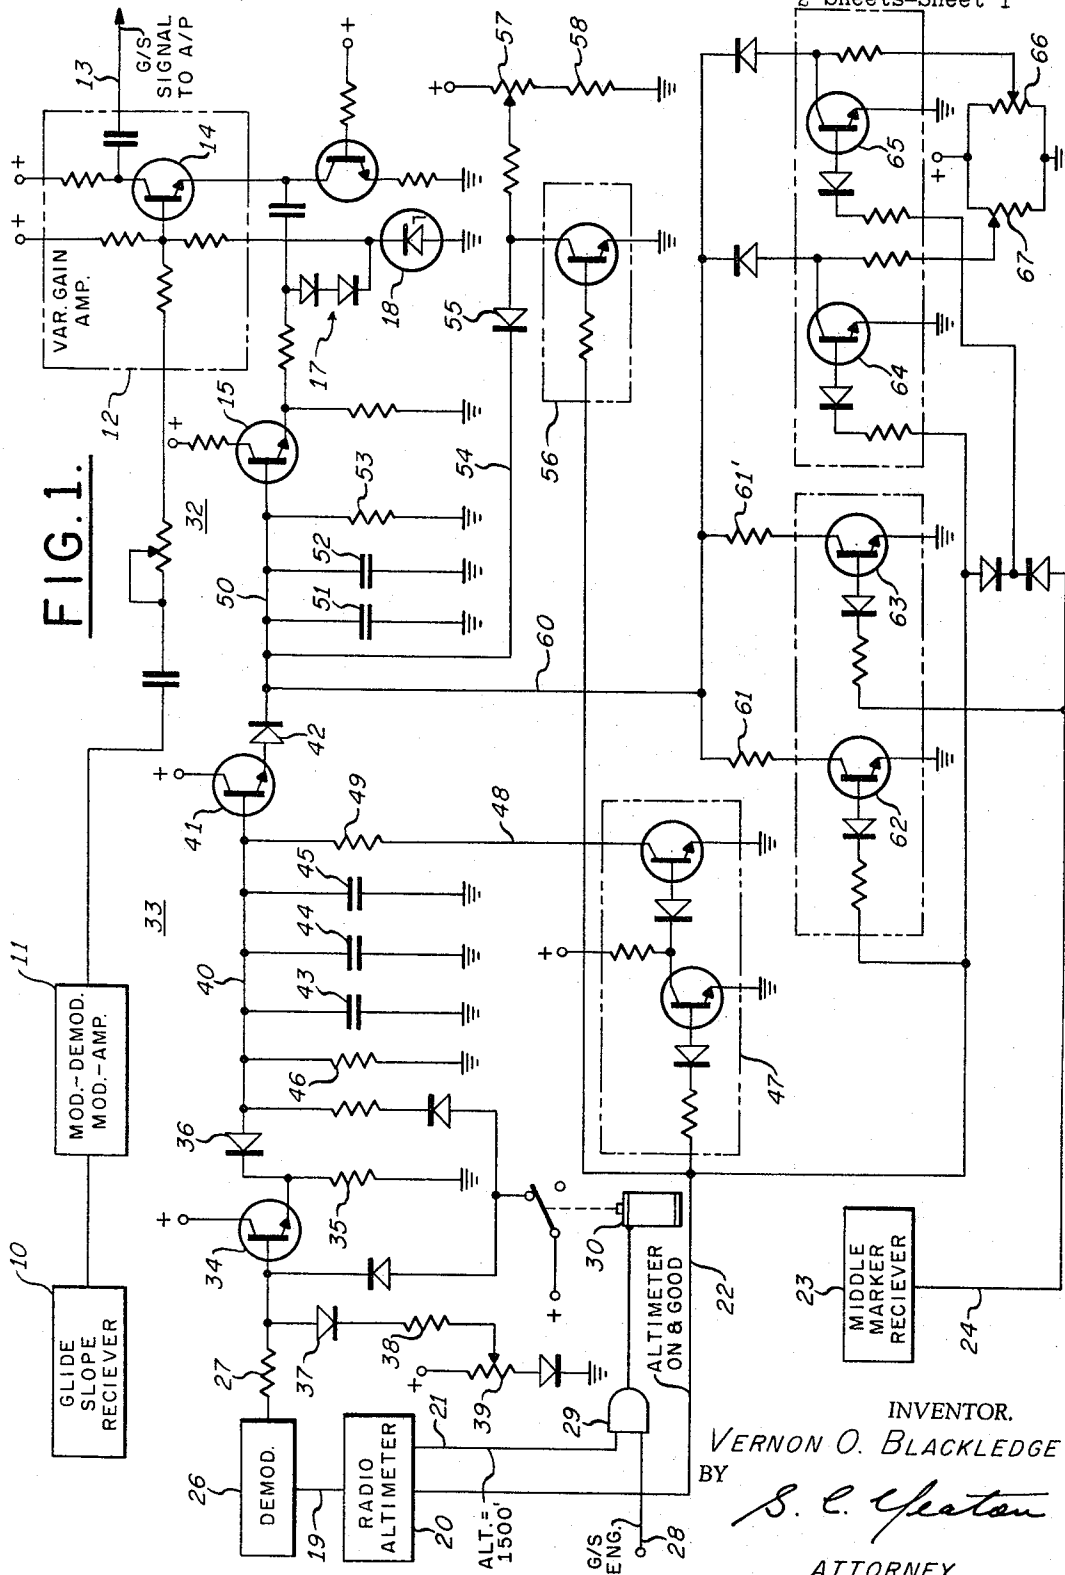 2 Sheets-Sheet 1
FIG. 1.
10
GLIDE
SLOPE
RECIEVER
11
MOD.-DEMOD.
MOD.-AMP.
12
VAR. GAIN
AMP.
13
G/S
SIGNAL
TO A/P
14
15
17
18
32
33
34
35
36
37
38
39
27
26
DEMOD.
19
RADIO
ALTIMETER
20
21
ALT.=
1500'
G/S
ENG.
28
29
30
ALTIMETER
ON & GOOD
22
23
MIDDLE
MARKER
RECIEVER
24
40
41
42
43
44
45
46
47
48
49
50
51
52
53
54
55
56
57
58
60
61
61'
62
63
64
65
66
67
INVENTOR.
VERNON O. BLACKLEDGE
BY
S. C. Yeaton
ATTORNEY